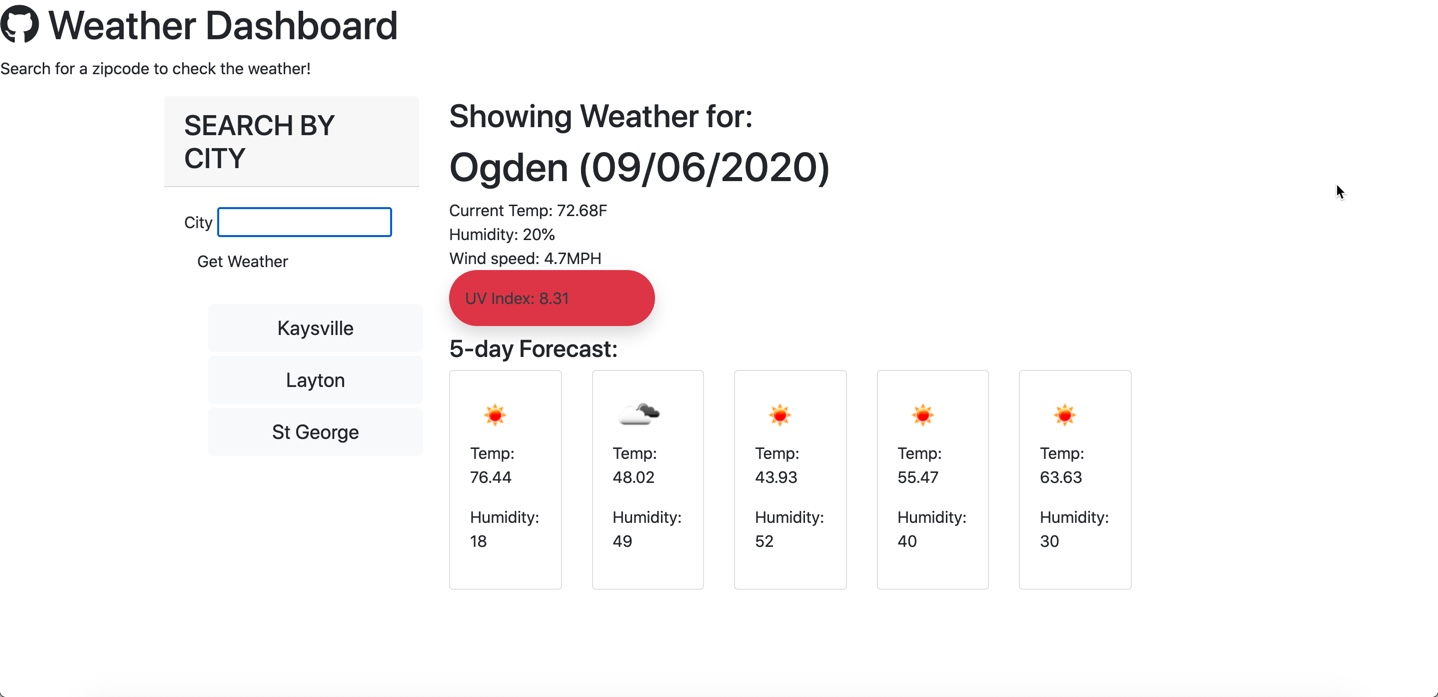 Weather Dashboard
Search for a zipcode to check the weather!
SEARCH BY
CITY
City
Get Weather
Kaysville
Layton
St George
Showing Weather for:
Ogden (09/06/2020)
Current Temp: 72.68F
Humidity: 20%
Wind speed: 4.7MPH
UV Index: 8.31
5-day Forecast:
Temp:
76.44
Humidity:
18
Temp:
48.02
Humidity:
49
Temp:
43.93
Humidity:
52
Temp:
55.47
Humidity:
40
Temp:
63.63
Humidity:
30